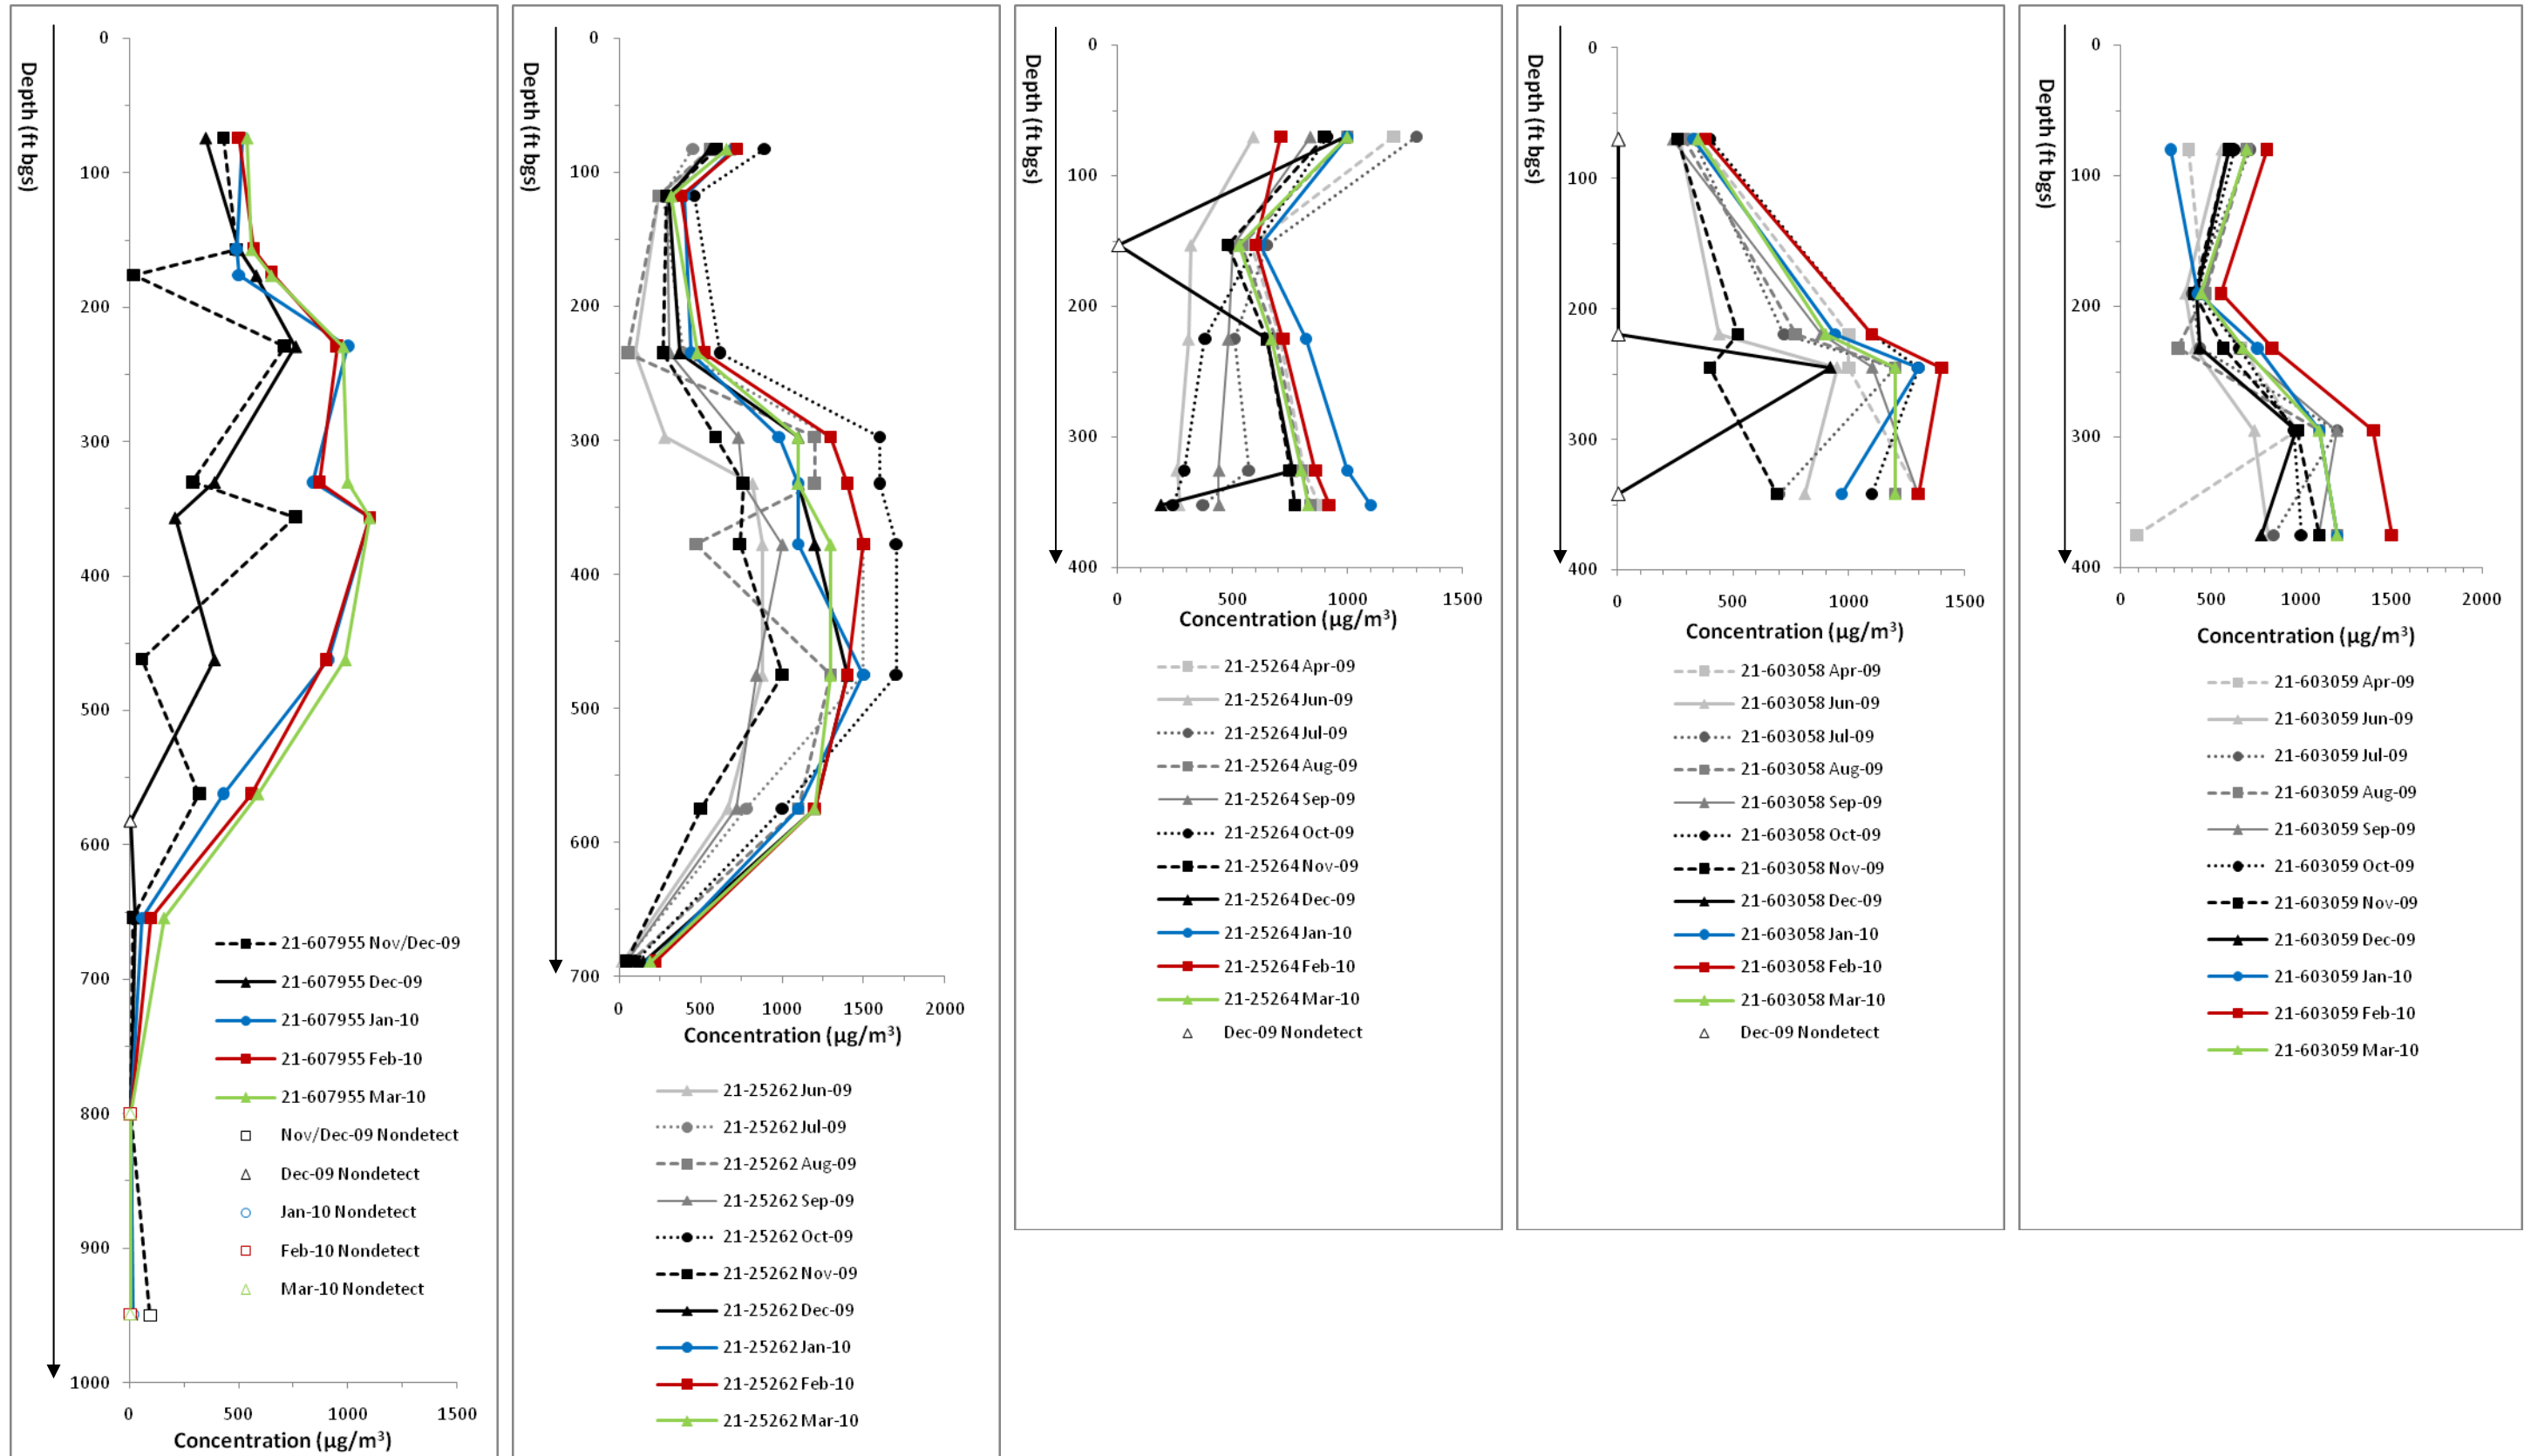 Depth (ft bgs)
0
100
200
300
400
500
600
700
800
900
1000
0
500
1000
1500
Concentration (µg/m³)
21-607955 Nov/Dec-09
21-607955 Dec-09
21-607955 Jan-10
21-607955 Feb-10
21-607955 Mar-10
Nov/Dec-09 Nondetect
Dec-09 Nondetect
Jan-10 Nondetect
Feb-10 Nondetect
Mar-10 Nondetect
Depth (ft bgs)
0
100
200
300
400
500
600
700
0
500
1000
1500
2000
Concentration (µg/m³)
21-25262 Jun-09
21-25262 Jul-09
21-25262 Aug-09
21-25262 Sep-09
21-25262 Oct-09
21-25262 Nov-09
21-25262 Dec-09
21-25262 Jan-10
21-25262 Feb-10
21-25262 Mar-10
Depth (ft bgs)
0
100
200
300
400
0
500
1000
1500
Concentration (µg/m³)
21-25264 Apr-09
21-25264 Jun-09
21-25264 Jul-09
21-25264 Aug-09
21-25264 Sep-09
21-25264 Oct-09
21-25264 Nov-09
21-25264 Dec-09
21-25264 Jan-10
21-25264 Feb-10
21-25264 Mar-10
Dec-09 Nondetect
Depth (ft bgs)
0
100
200
300
400
0
500
1000
1500
Concentration (µg/m³)
21-603058 Apr-09
21-603058 Jun-09
21-603058 Jul-09
21-603058 Aug-09
21-603058 Sep-09
21-603058 Oct-09
21-603058 Nov-09
21-603058 Dec-09
21-603058 Jan-10
21-603058 Feb-10
21-603058 Mar-10
Dec-09 Nondetect
Depth (ft bgs)
0
100
200
300
400
0
500
1000
1500
2000
Concentration (µg/m³)
21-603059 Apr-09
21-603059 Jun-09
21-603059 Jul-09
21-603059 Aug-09
21-603059 Sep-09
21-603059 Oct-09
21-603059 Nov-09
21-603059 Dec-09
21-603059 Jan-10
21-603059 Feb-10
21-603059 Mar-10